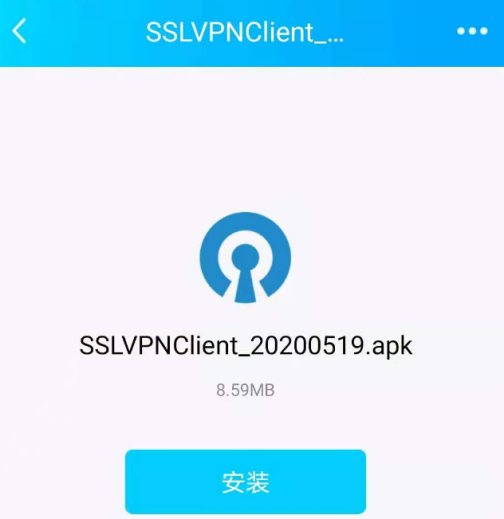 SSLVPNClient_...
SSLVPNClient_20200519.apk
8.59MB
安装